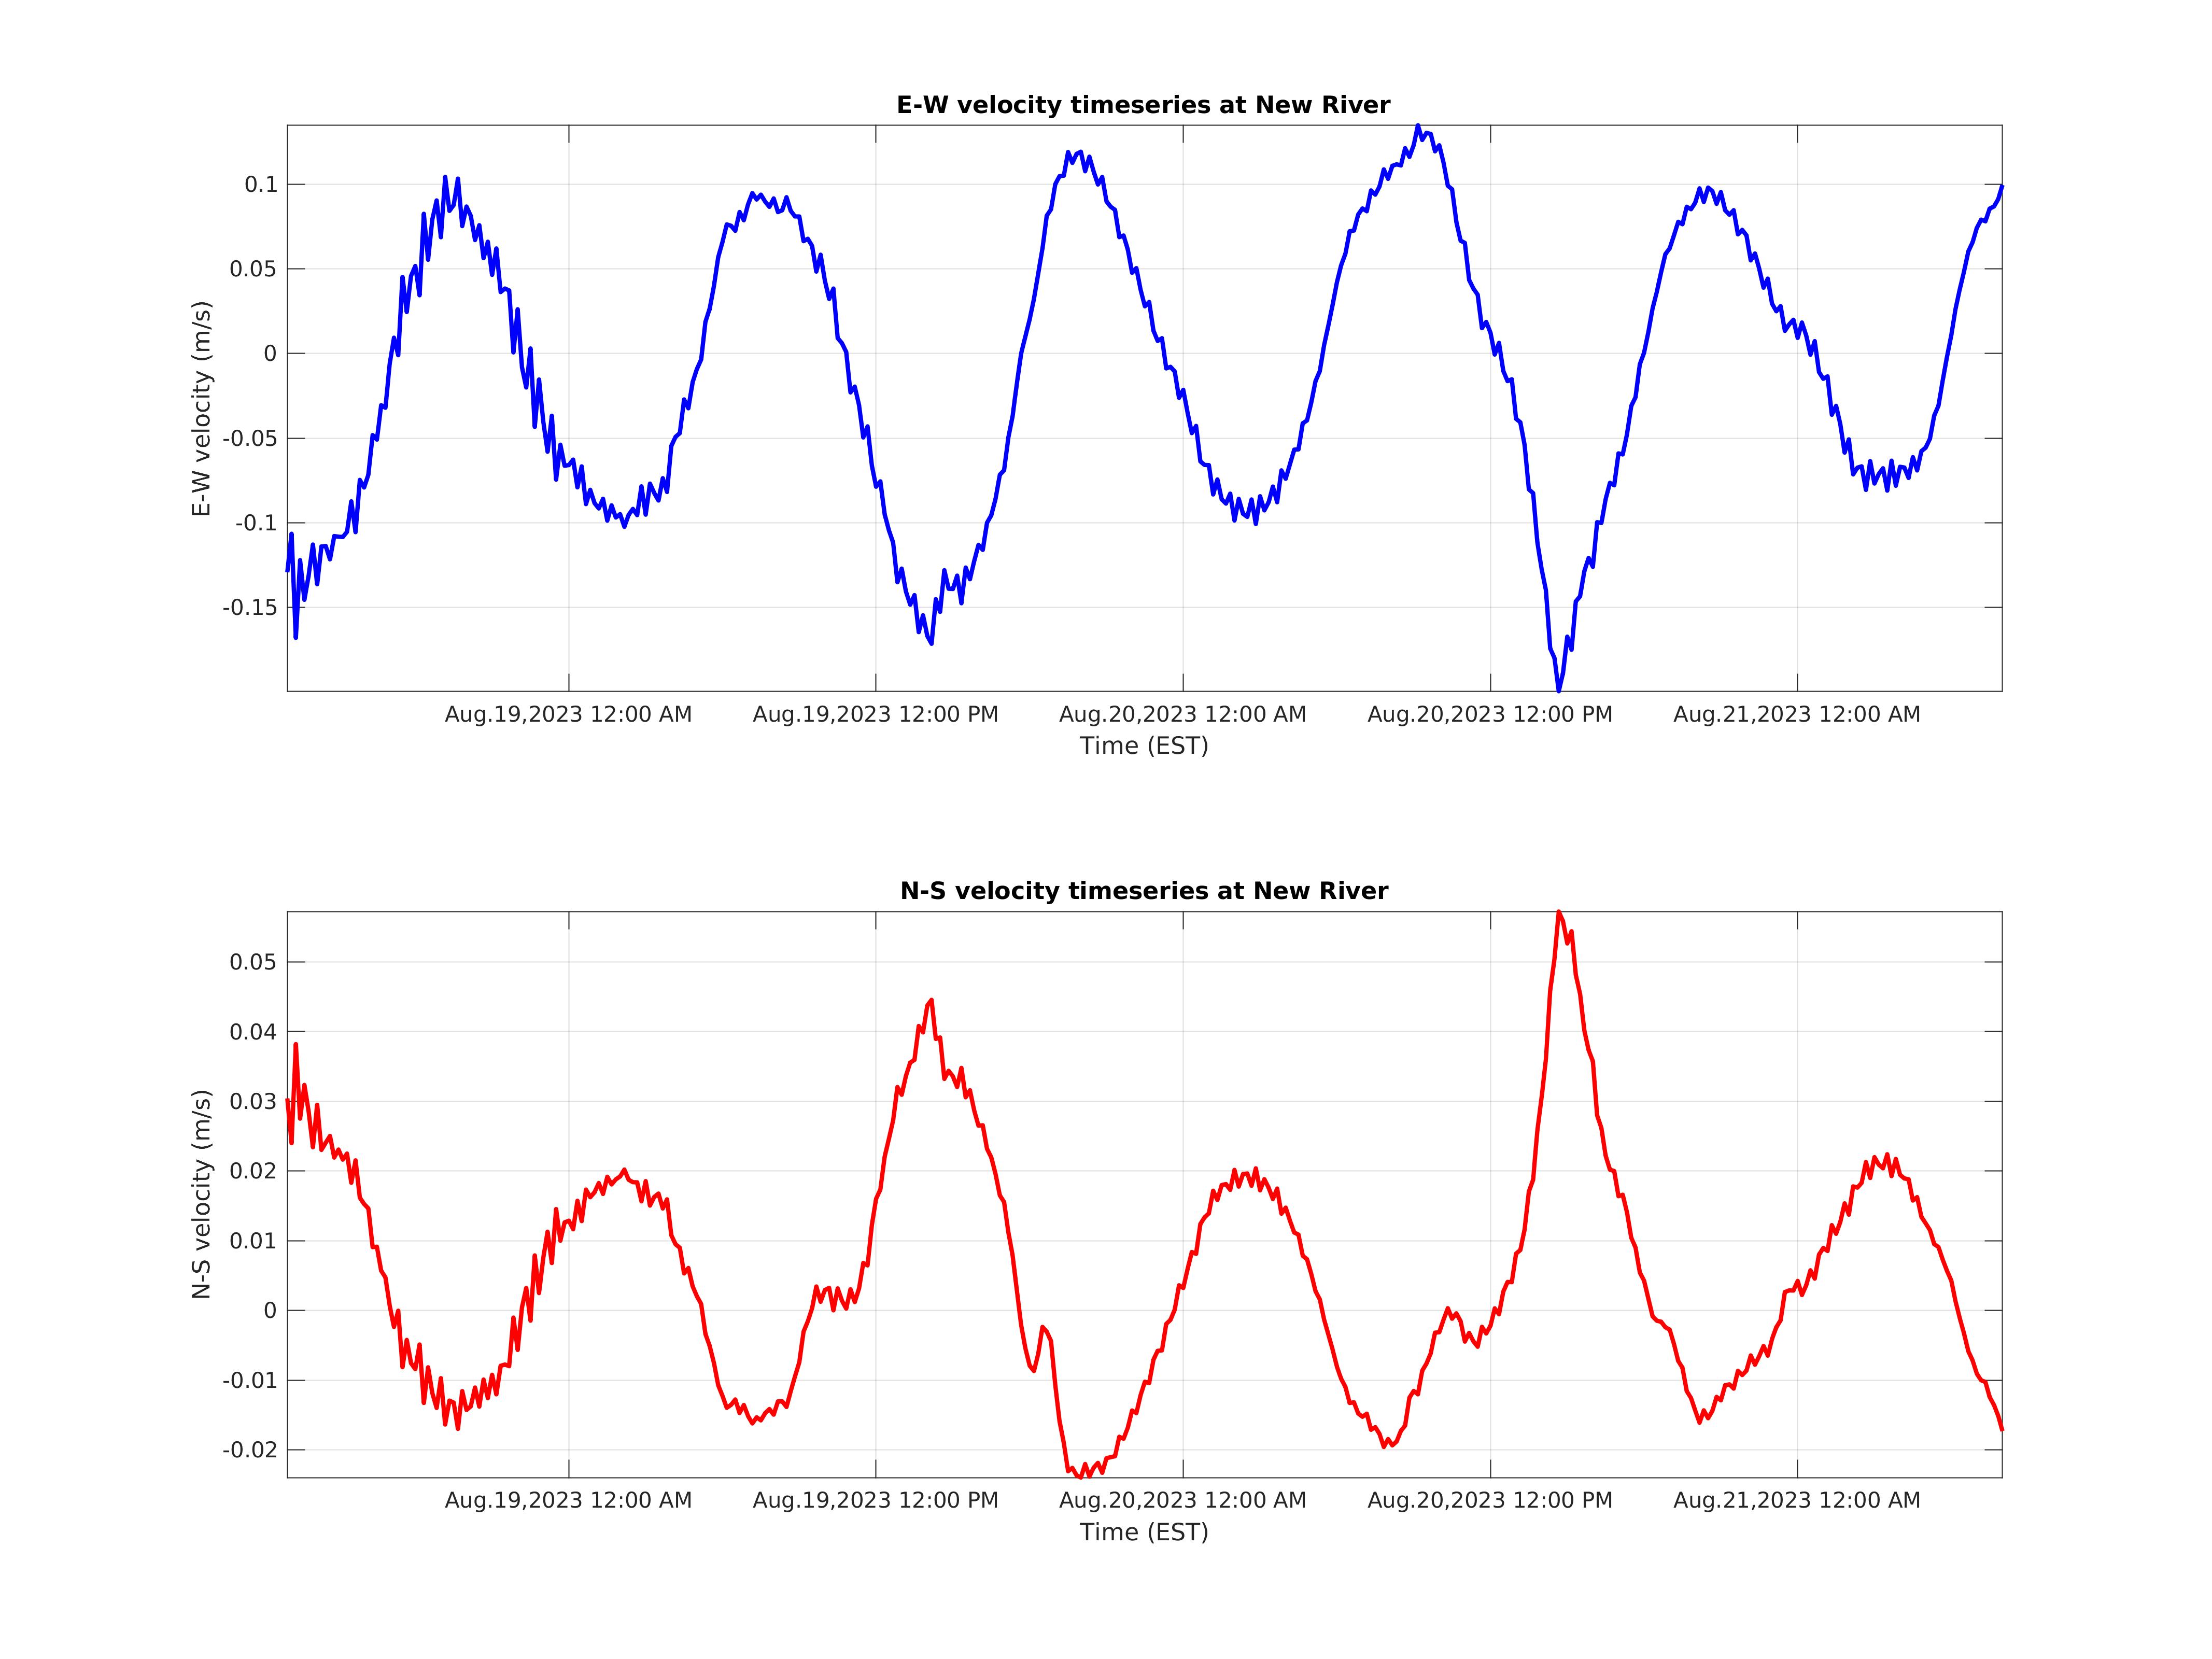 E-W velocity timeseries at New River
E-W velocity (m/s)
0.1
0.05
0
-0.05
-0.1
-0.15
Aug.19,2023 12:00 AM
Aug.19,2023 12:00 PM
Aug.20,2023 12:00 AM
Aug.20,2023 12:00 PM
Aug.21,2023 12:00 AM
Time (EST)
N-S velocity timeseries at New River
N-S velocity (m/s)
0.05
0.04
0.03
0.02
0.01
0
-0.01
-0.02
Aug.19,2023 12:00 AM
Aug.19,2023 12:00 PM
Aug.20,2023 12:00 AM
Aug.20,2023 12:00 PM
Aug.21,2023 12:00 AM
Time (EST)